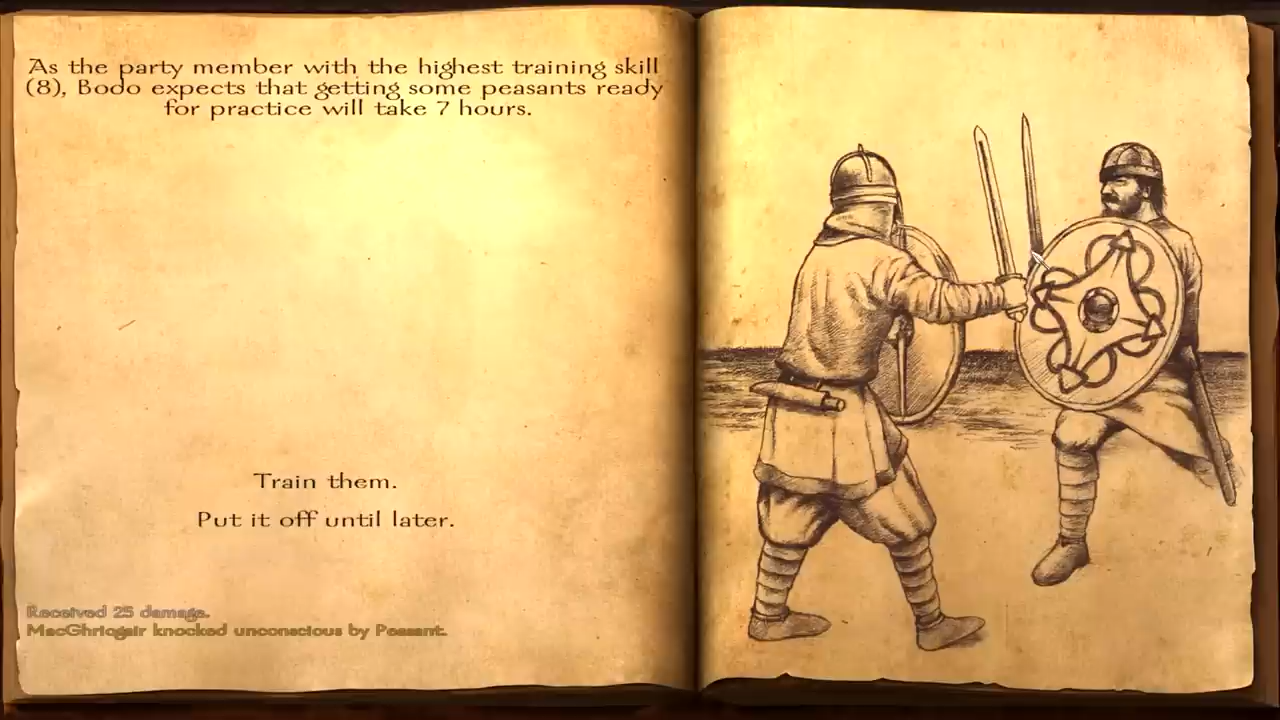 As the party member with the highest training skill
(8), Bodo expects that getting some peasants ready
for practice will take 7 hours.
Train them.
Put it off until later.
Received 25 damage.
MacGhriogair knocked unconscious by Peasant.